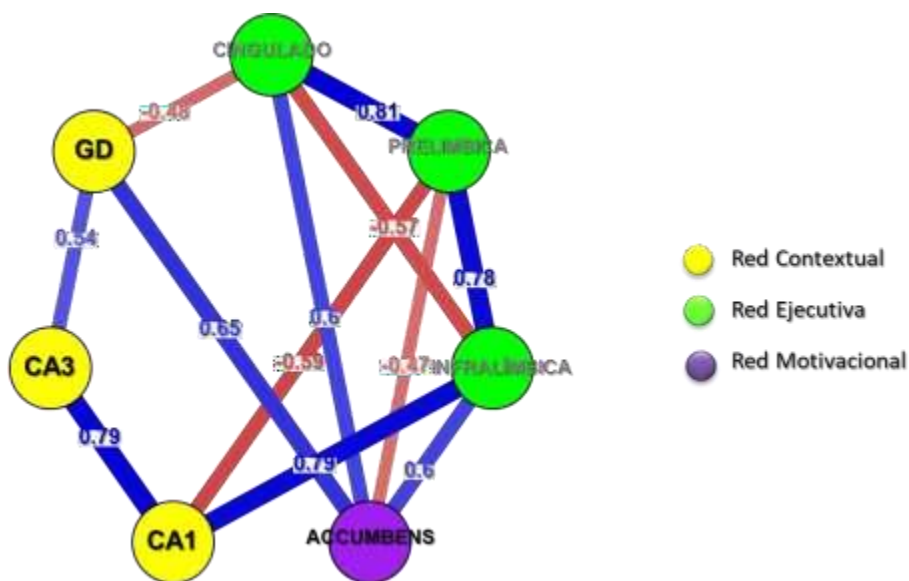 CINGULADO
-0.48
0.81
GD
PRELIMBICA
0.54
-0.57
0.78
0.65
0.6
CA3
-0.59
-0.47
INFRALÍMBICA
0.79
0.79
0.6
CA1
ACCUMBENS
Red Contextual
Red Ejecutiva
Red Motivacional